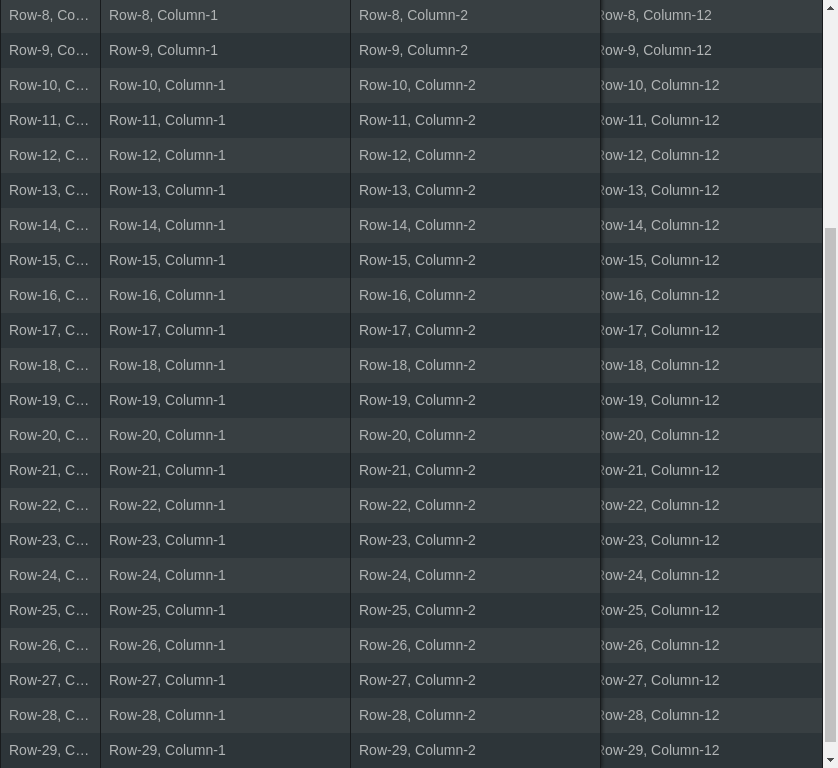 Row-8, Co… Row-8, Column-1 Row-8, Column-2 Row-8, Column-12
Row-9, Co… Row-9, Column-1 Row-9, Column-2 Row-9, Column-12
Row-10, C… Row-10, Column-1 Row-10, Column-2 Row-10, Column-12
Row-11, C… Row-11, Column-1 Row-11, Column-2 Row-11, Column-12
Row-12, C… Row-12, Column-1 Row-12, Column-2 Row-12, Column-12
Row-13, C… Row-13, Column-1 Row-13, Column-2 Row-13, Column-12
Row-14, C… Row-14, Column-1 Row-14, Column-2 Row-14, Column-12
Row-15, C… Row-15, Column-1 Row-15, Column-2 Row-15, Column-12
Row-16, C… Row-16, Column-1 Row-16, Column-2 Row-16, Column-12
Row-17, C… Row-17, Column-1 Row-17, Column-2 Row-17, Column-12
Row-18, C… Row-18, Column-1 Row-18, Column-2 Row-18, Column-12
Row-19, C… Row-19, Column-1 Row-19, Column-2 Row-19, Column-12
Row-20, C… Row-20, Column-1 Row-20, Column-2 Row-20, Column-12
Row-21, C… Row-21, Column-1 Row-21, Column-2 Row-21, Column-12
Row-22, C… Row-22, Column-1 Row-22, Column-2 Row-22, Column-12
Row-23, C… Row-23, Column-1 Row-23, Column-2 Row-23, Column-12
Row-24, C… Row-24, Column-1 Row-24, Column-2 Row-24, Column-12
Row-25, C… Row-25, Column-1 Row-25, Column-2 Row-25, Column-12
Row-26, C… Row-26, Column-1 Row-26, Column-2 Row-26, Column-12
Row-27, C… Row-27, Column-1 Row-27, Column-2 Row-27, Column-12
Row-28, C… Row-28, Column-1 Row-28, Column-2 Row-28, Column-12
Row-29, C… Row-29, Column-1 Row-29, Column-2 Row-29, Column-12